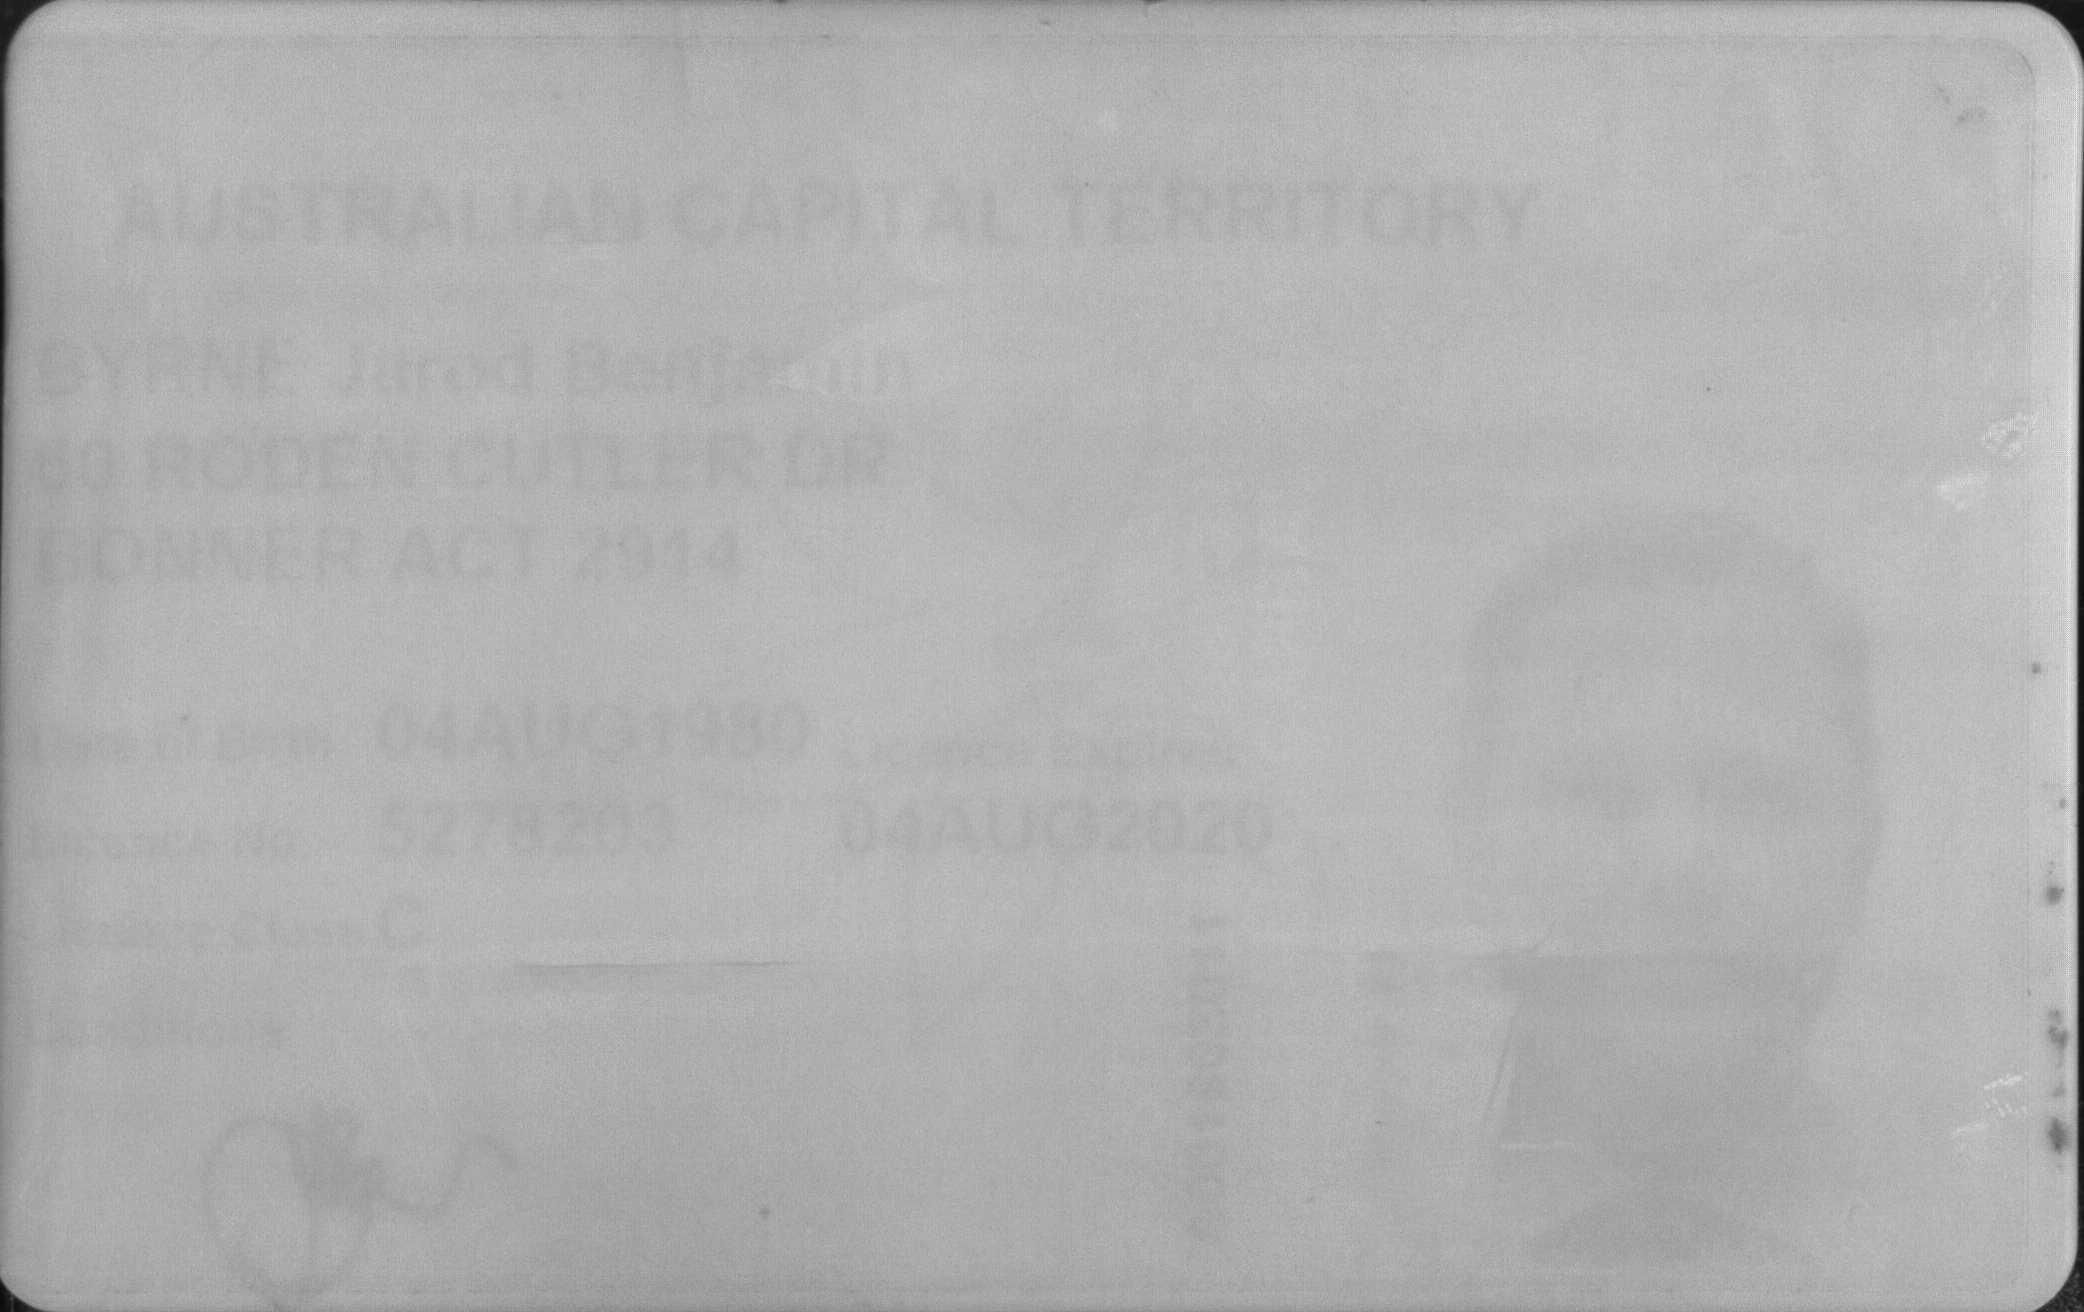 AUSTRALIAN CAPITAL TERRITORY
BYRNE Jarod Benjamin
60 RODEN CUTLER DR
BONNER ACT 2914
Date of Birth 04AUG1980 Licence Expires
Licence No. 5278203 04AUG2020
Licence Class C
Conditions